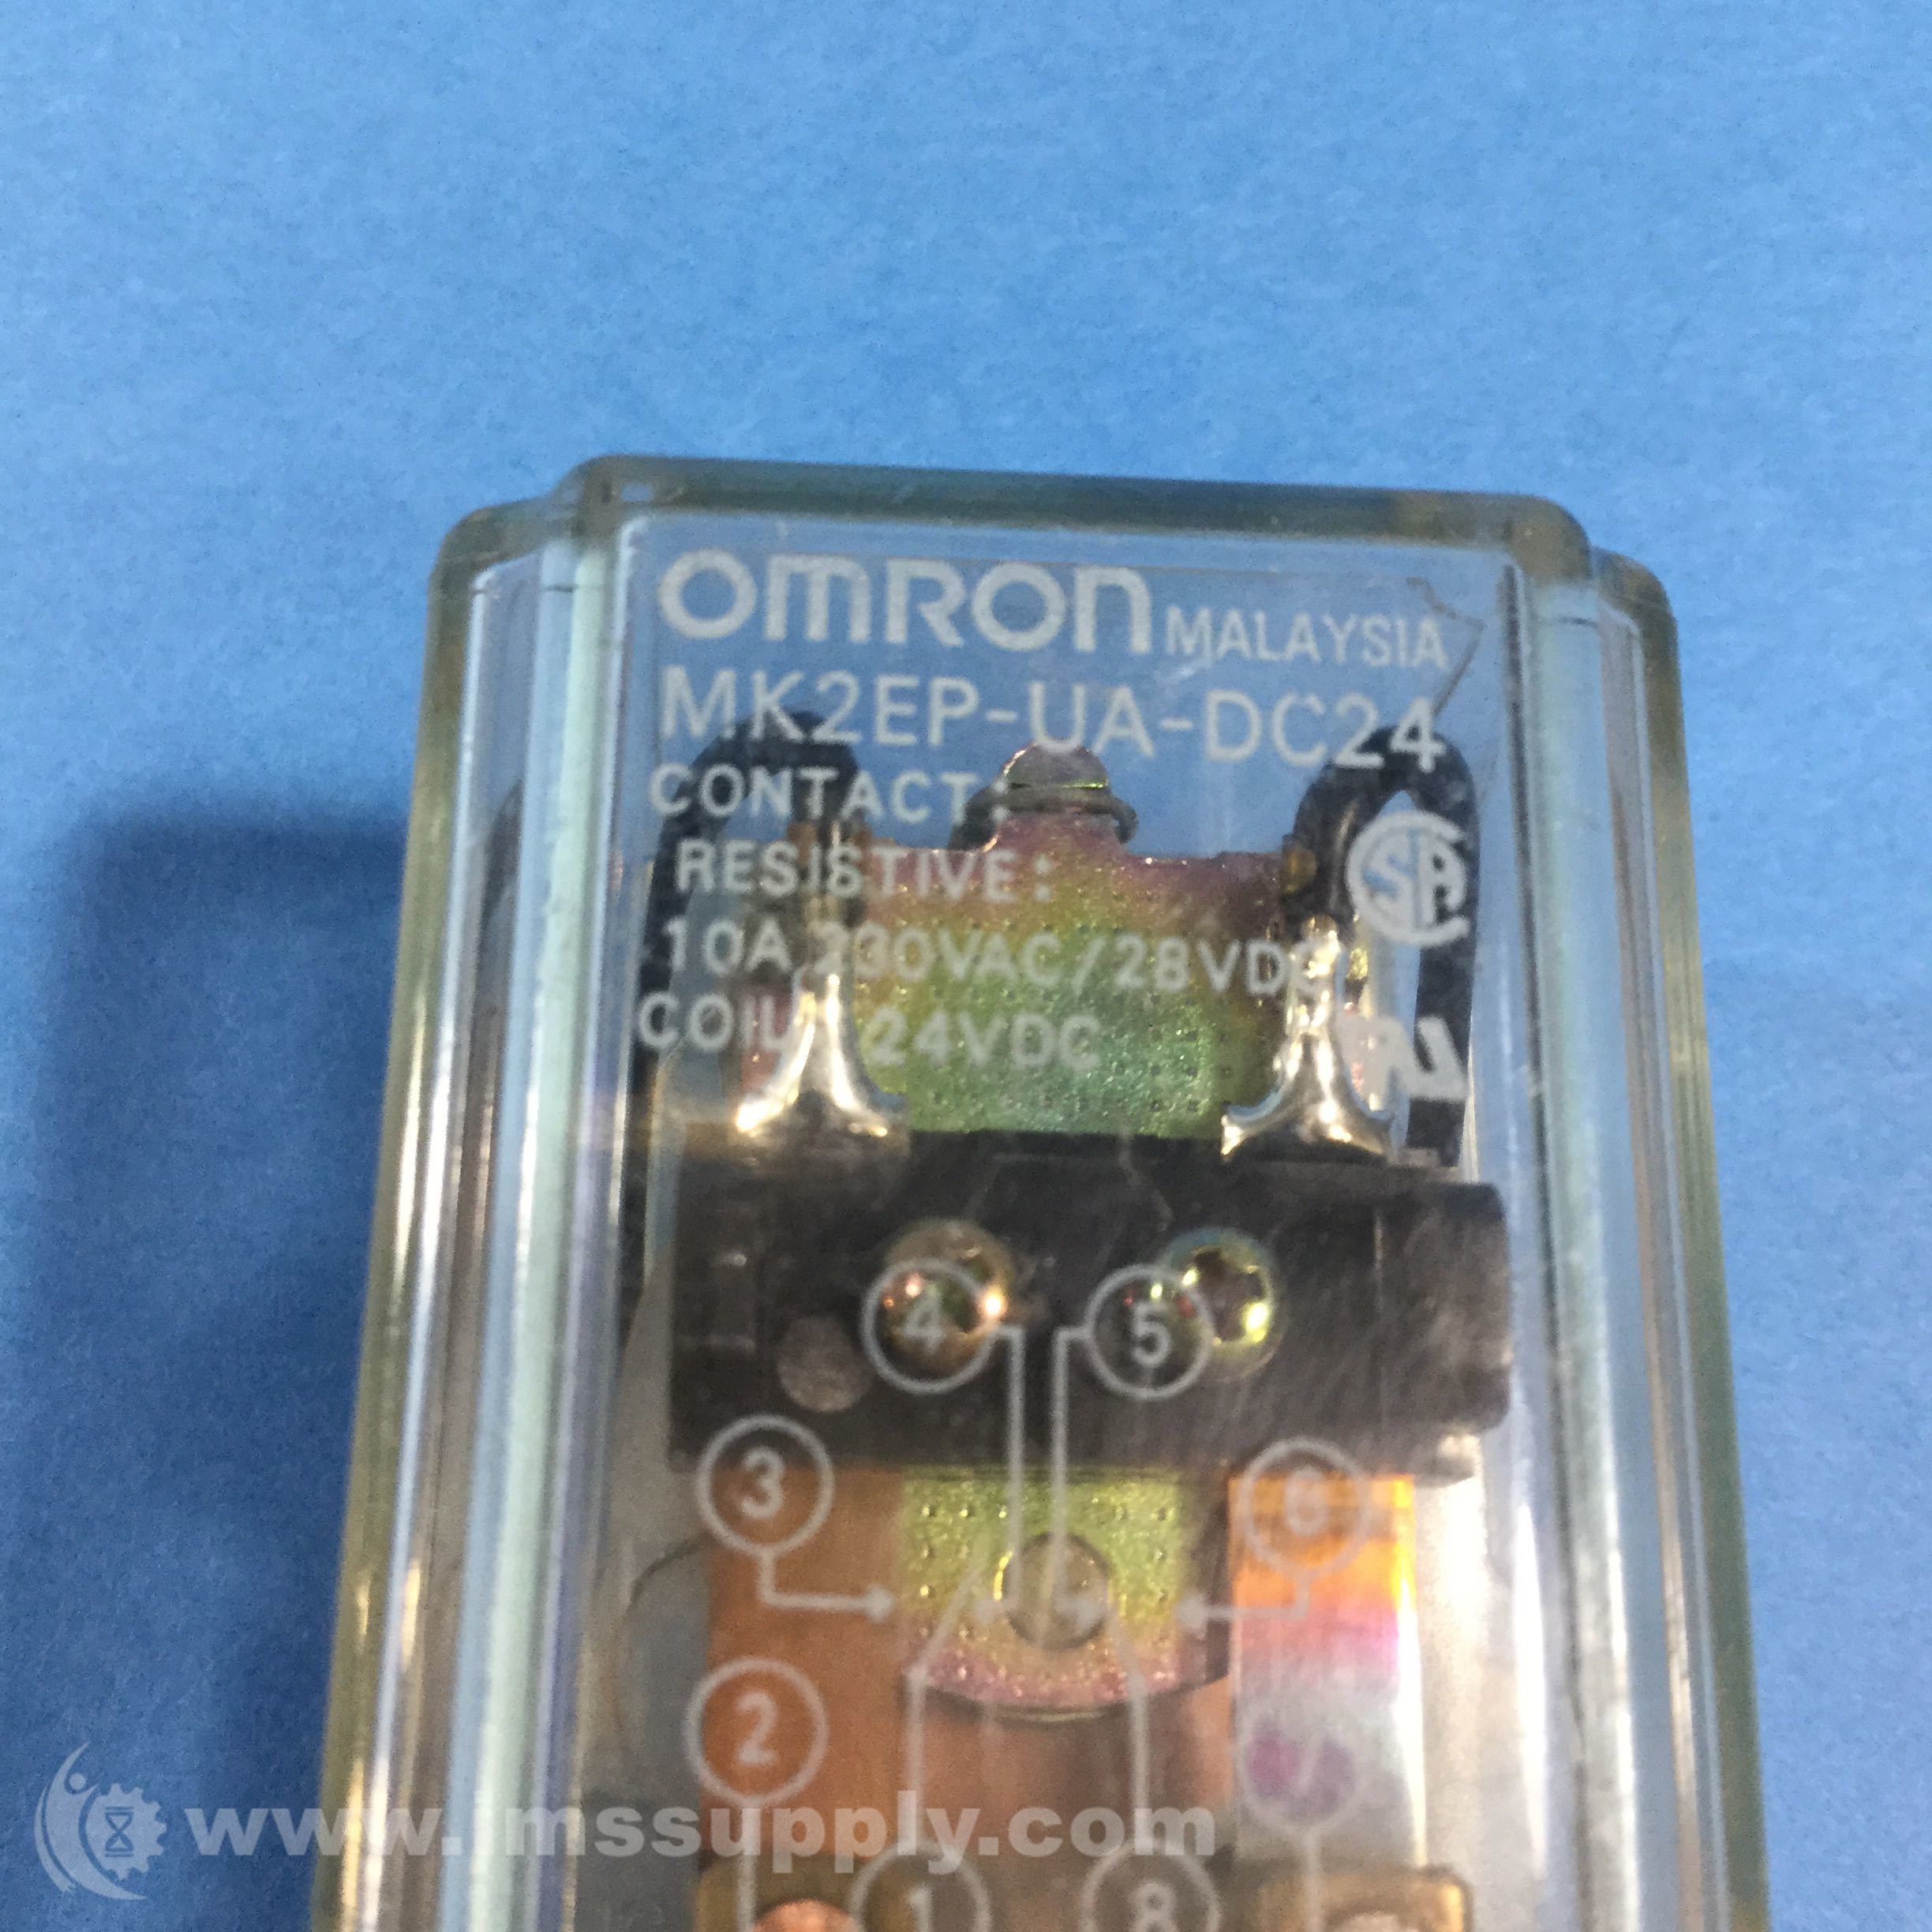 OMRON MALAYSIA
MK2EP-UA-DC24
CONTACT:
RESISTIVE:
10A 230VAC/28VDC
COIL: 24VDC
4 5
3 6
2
1 8
www.imssupply.com